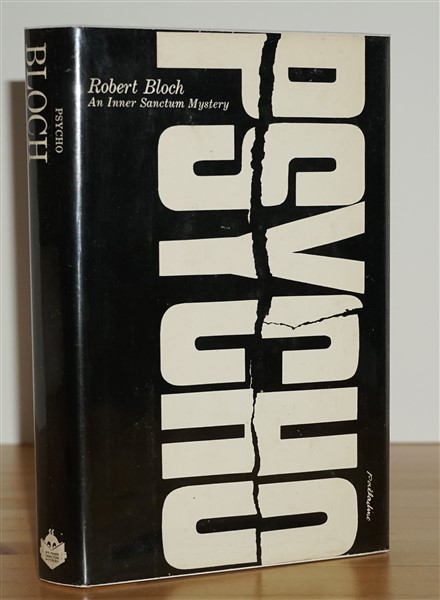 BLOCH
PSYCHO
Robert Bloch
An Inner Sanctum Mystery
PSYCHO